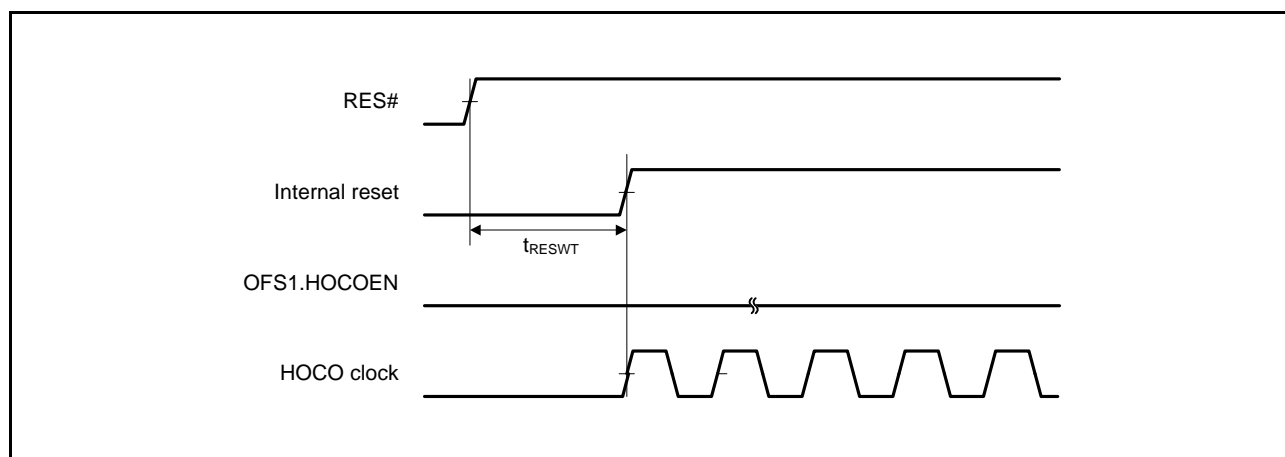 RES#
Internal reset
tRESWT
OFS1.HOCOEN
HOCO clock